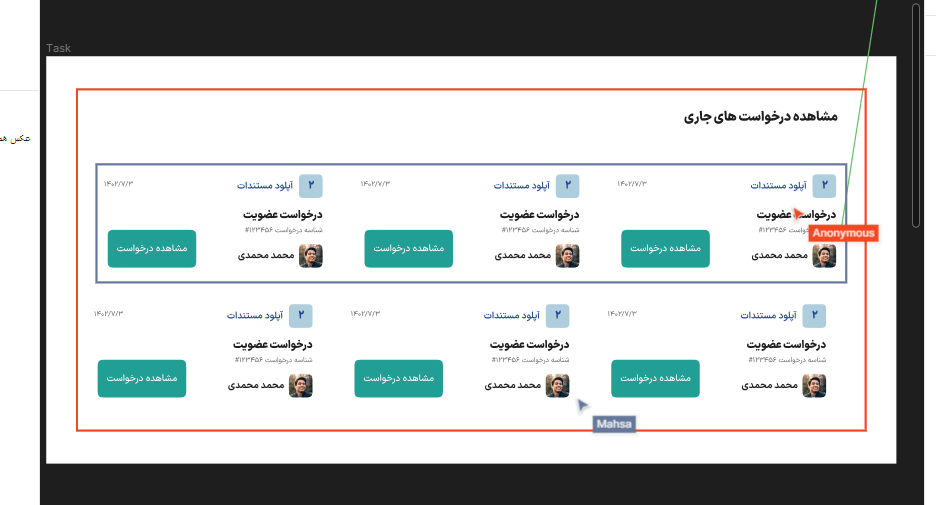 Task
عکس هم
مشاهده درخواست های جاری
۲ آپلود مستندات ۱۴۰۲/۷/۳
درخواست عضویت
شناسه درخواست ۱۲۳۴۵۶#
محمد محمدی مشاهده درخواست
۲ آپلود مستندات ۱۴۰۲/۷/۳
درخواست عضویت
شناسه درخواست ۱۲۳۴۵۶#
محمد محمدی مشاهده درخواست
۲ آپلود مستندات ۱۴۰۲/۷/۳
درخواست عضویت
شناسه درخواست ۱۲۳۴۵۶#
محمد محمدی مشاهده درخواست
Anonymous
۲ آپلود مستندات ۱۴۰۲/۷/۳
درخواست عضویت
شناسه درخواست ۱۲۳۴۵۶#
محمد محمدی مشاهده درخواست
۲ آپلود مستندات ۱۴۰۲/۷/۳
درخواست عضویت
شناسه درخواست ۱۲۳۴۵۶#
محمد محمدی مشاهده درخواست
۲ آپلود مستندات ۱۴۰۲/۷/۳
درخواست عضویت
شناسه درخواست ۱۲۳۴۵۶#
محمد محمدی مشاهده درخواست
Mahsa